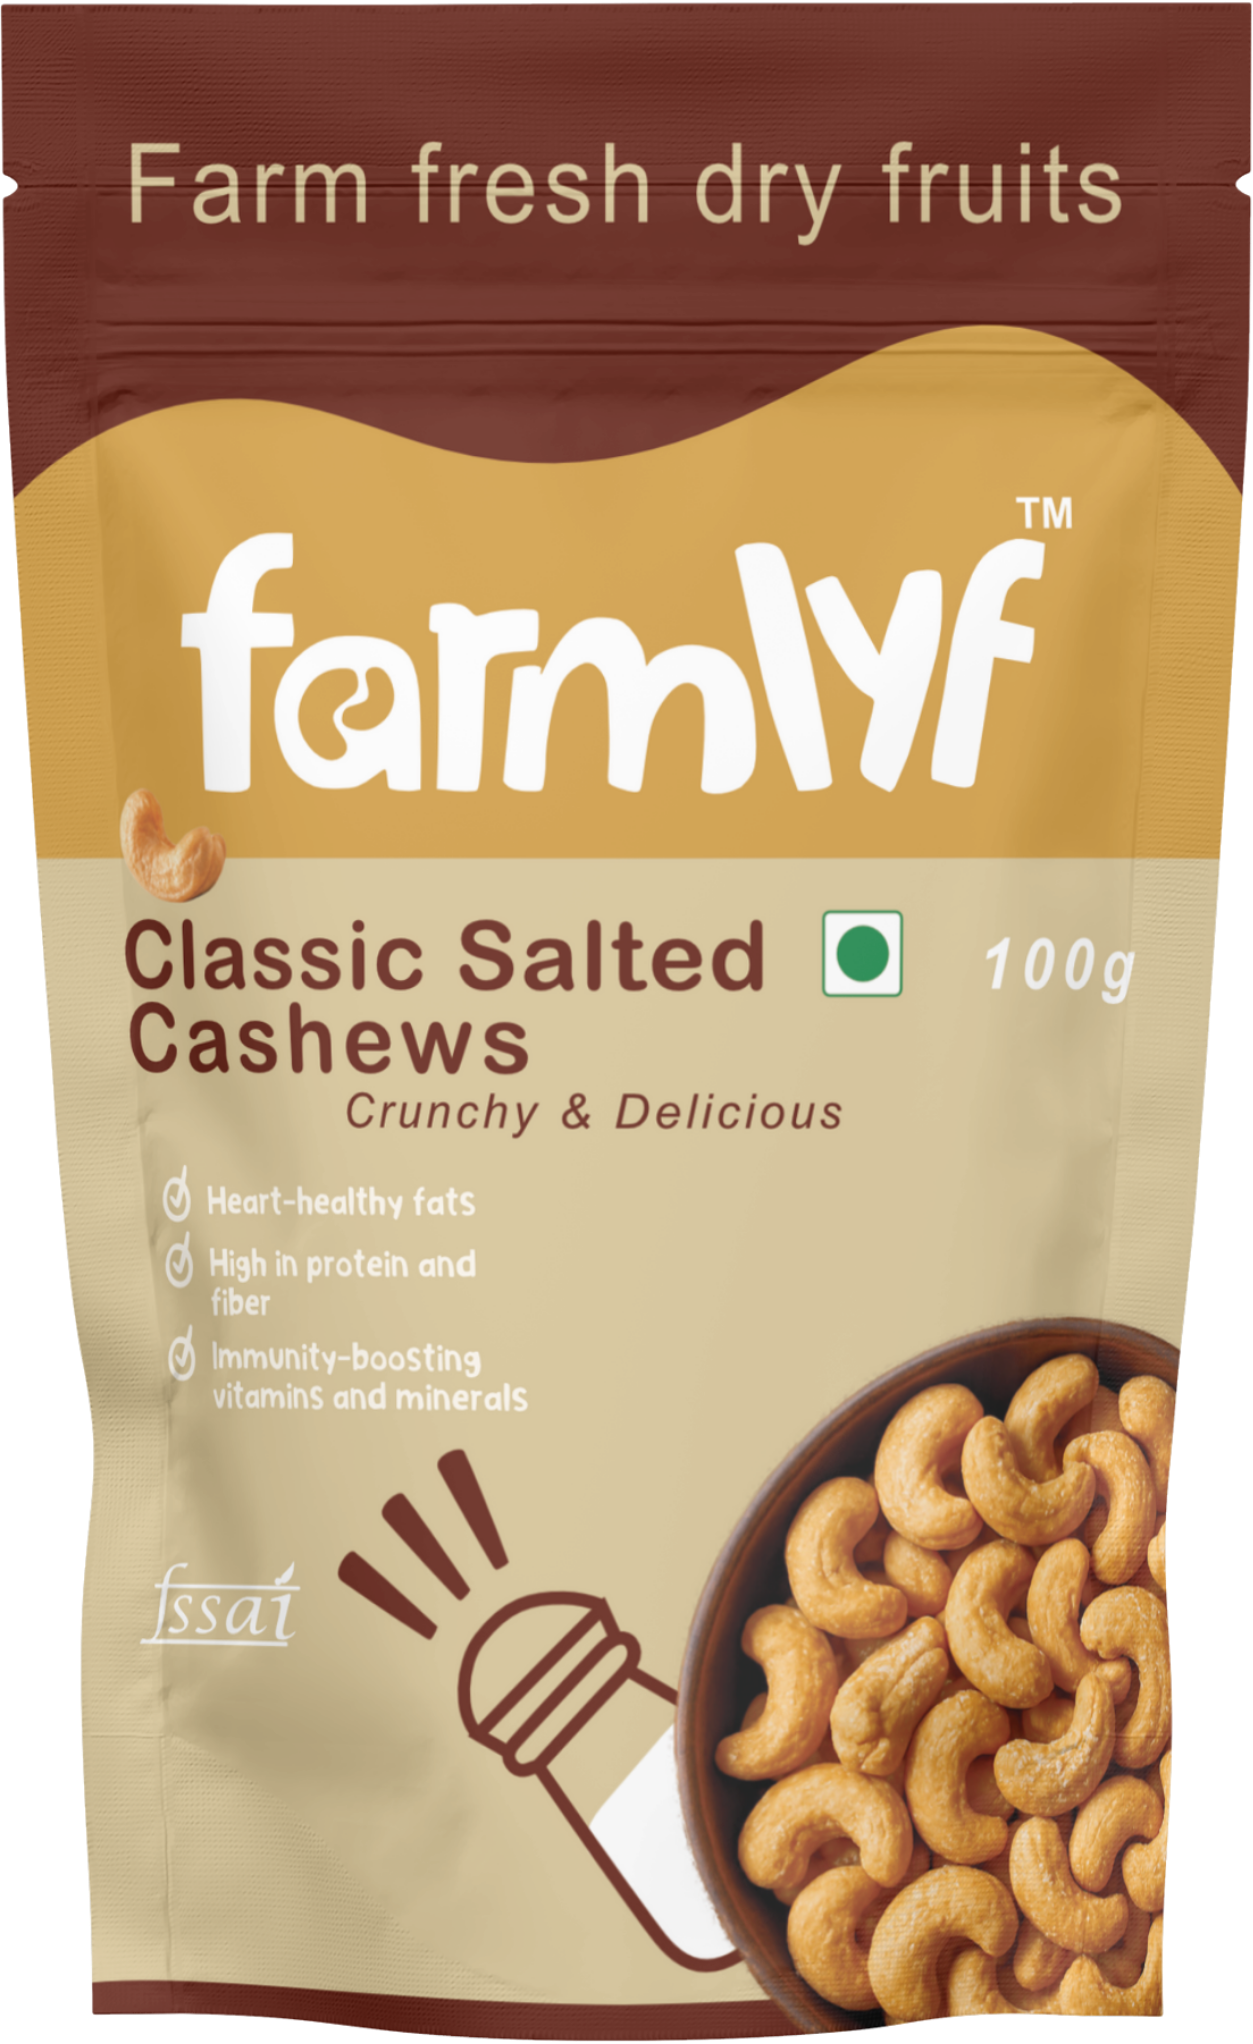 Farm fresh dry fruits
farmlyf™
Classic Salted
Cashews
100g
Crunchy & Delicious
Heart-healthy fats
High in protein and
fiber
Immunity-boosting
vitamins and minerals
fssai